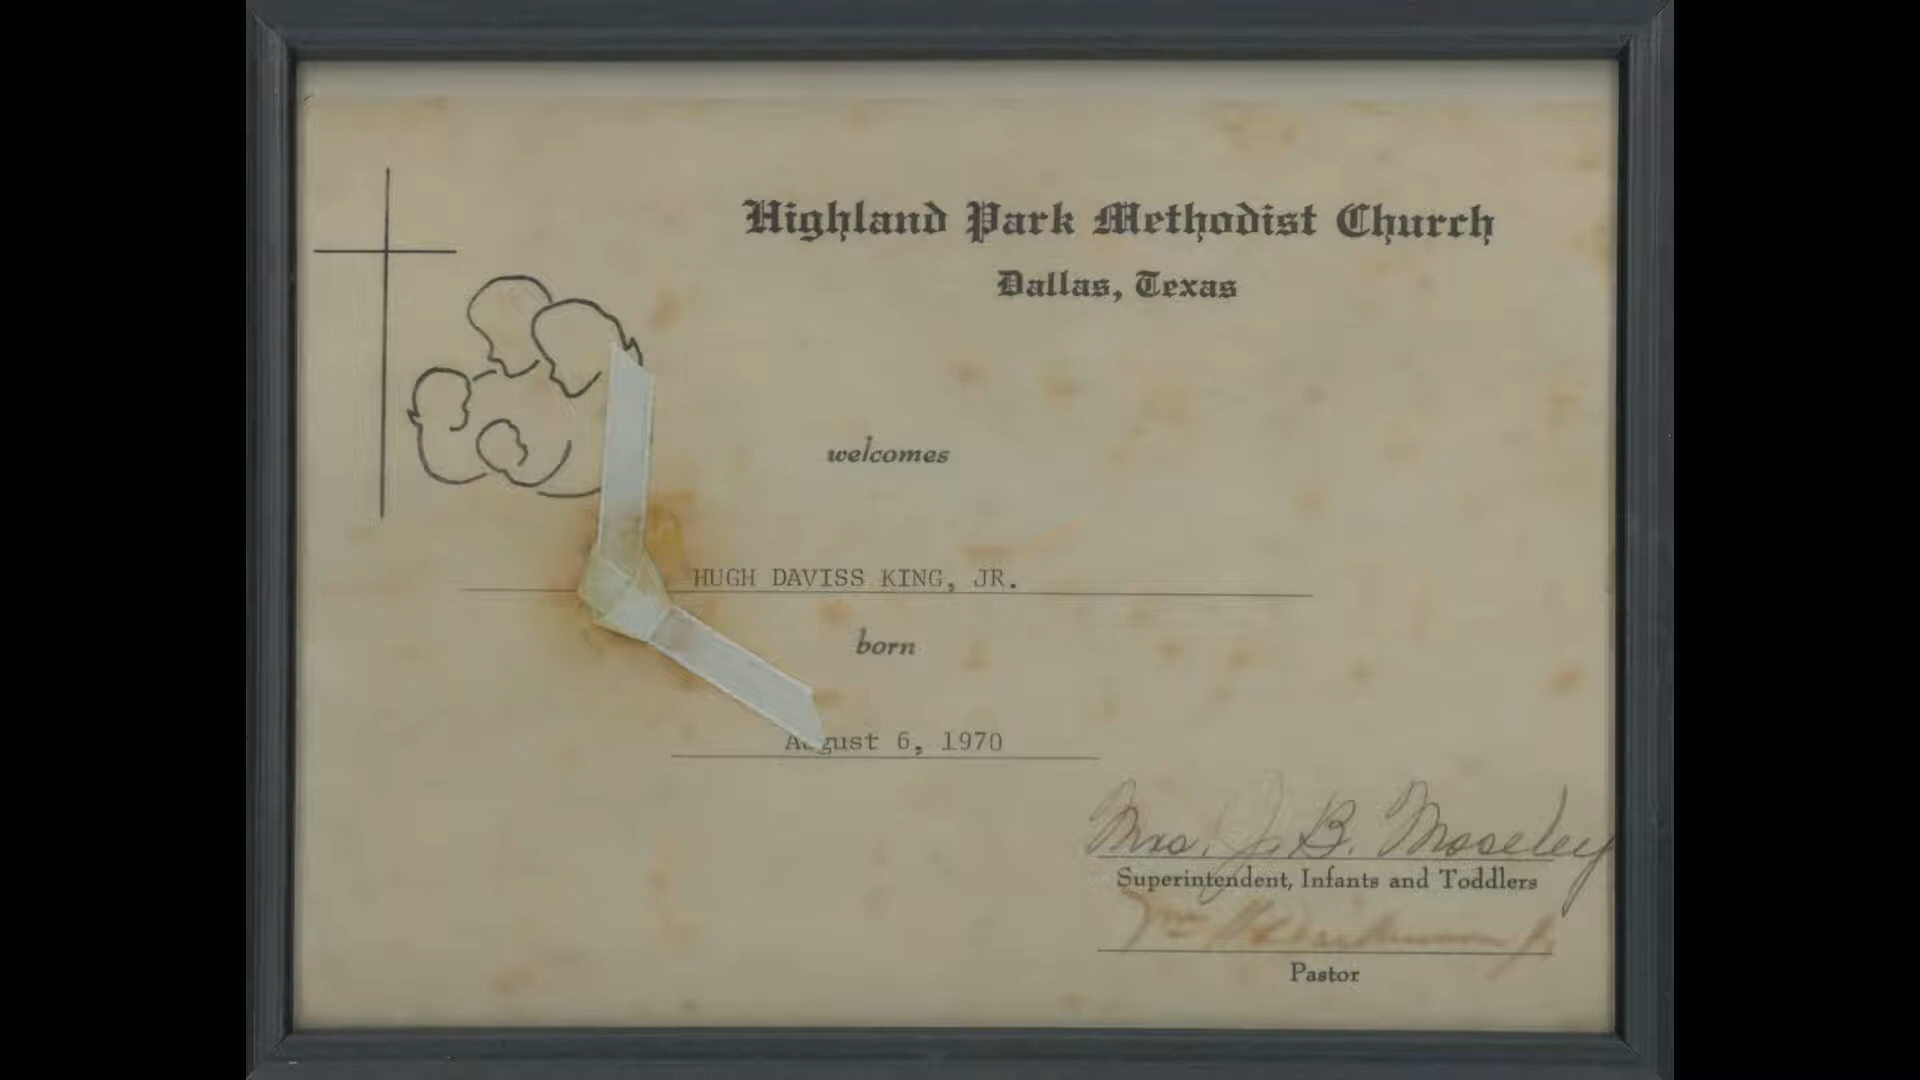 Highland Park Methodist Church
Dallas, Texas
welcomes
HUGH DAVISS KING, JR.
born
August 6, 1970
Mrs. J. B. Moseley
Superintendent, Infants and Toddlers
Pastor